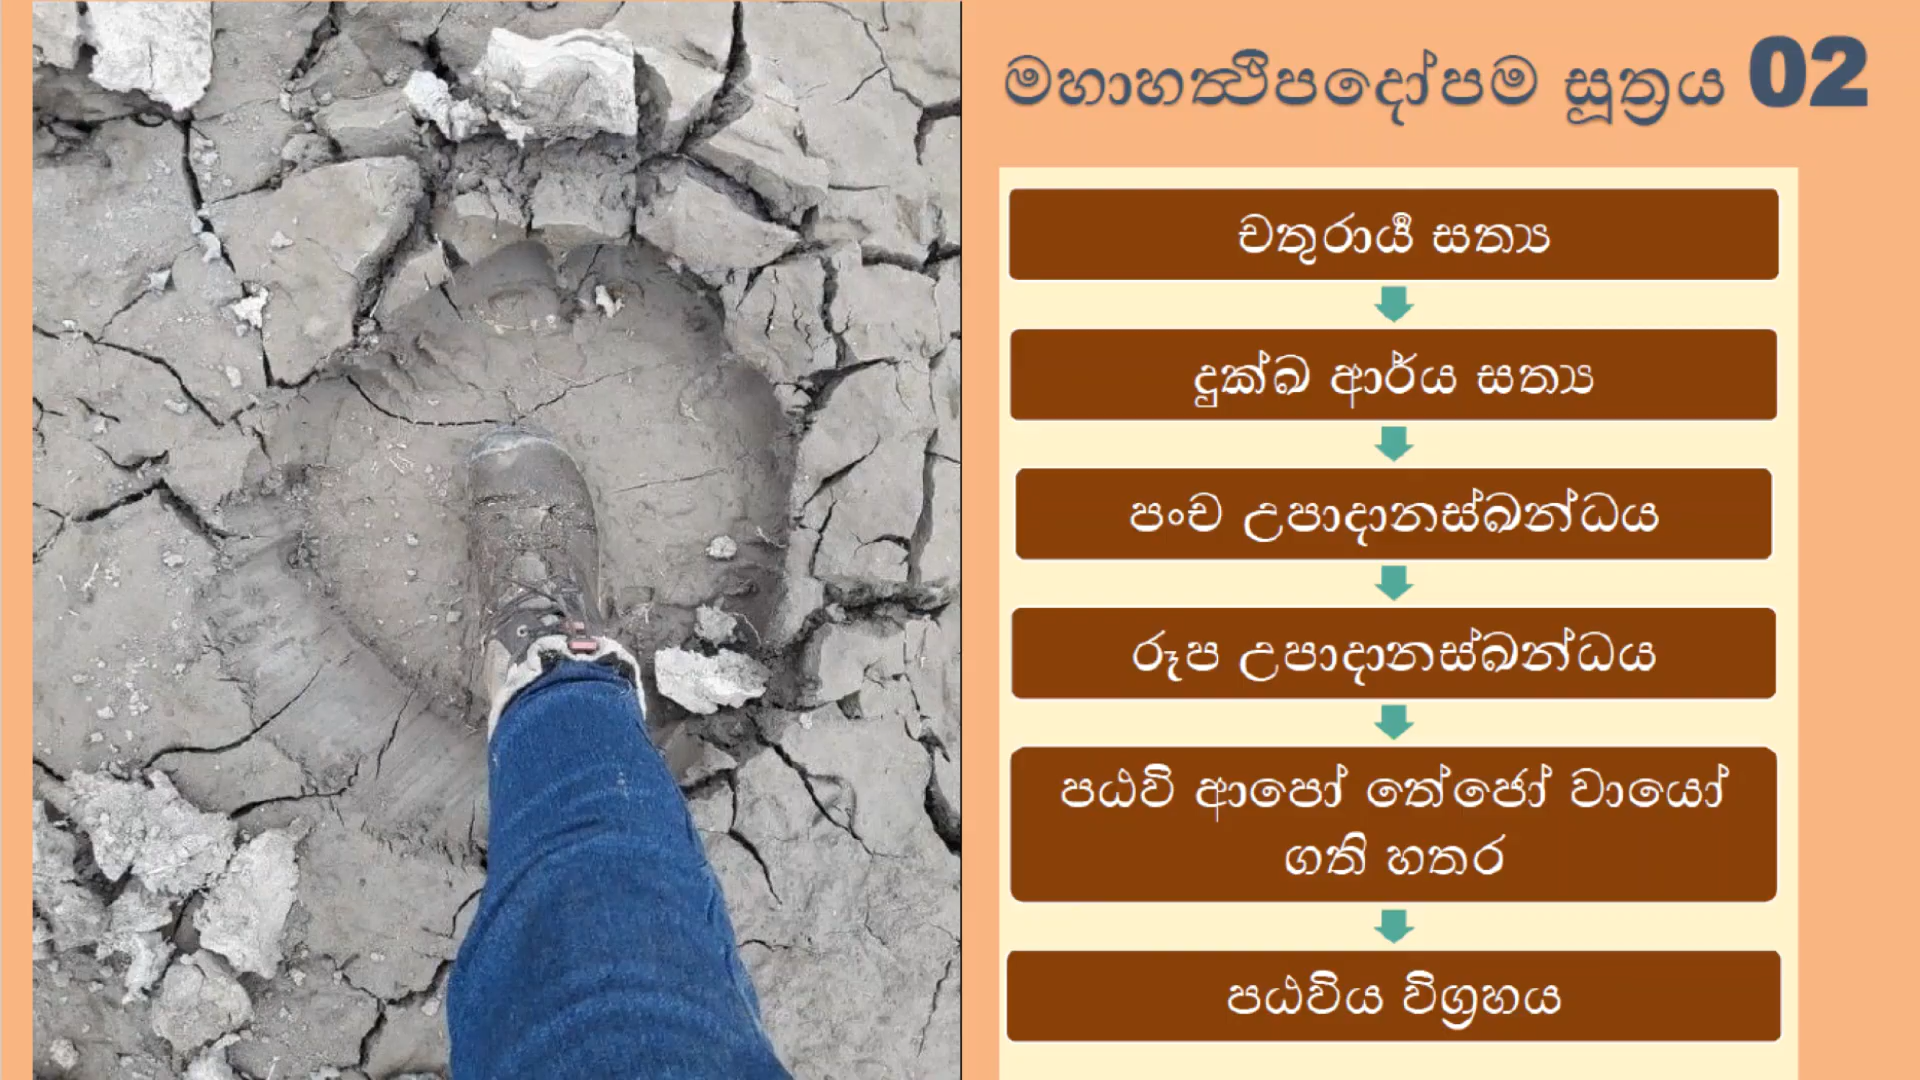 මහාහත්‍ථිපදෝපම සූත්‍රය 02
චතුරාර්‍ය සත්‍ය
දුක්ඛ ආර්ය සත්‍ය
පංච උපාදානස්ඛන්ධය
රූප උපාදානස්ඛන්ධය
පඨවි ආපෝ තේජෝ වායෝ
ගති හතර
පඨවිය විග්‍රහය